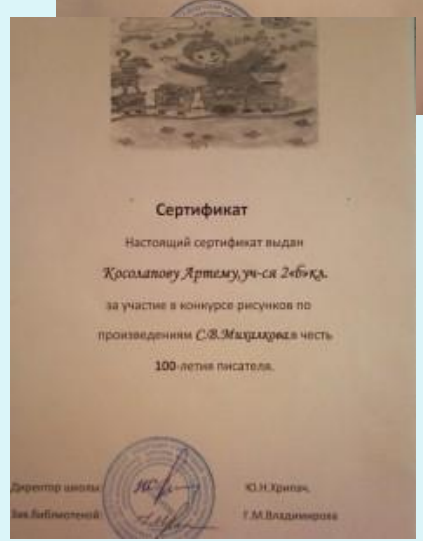 Сертификат
Настоящий сертификат выдан
Косолапову Артему, уч-ся 2«б»кл.
за участие в конкурсе рисунков по
произведениям С.В.Михалкова,в честь
100-летия писателя.
Директор школы: Ю.Н.Хрипач.
Зав.библиотекой: Г.М.Владимирова